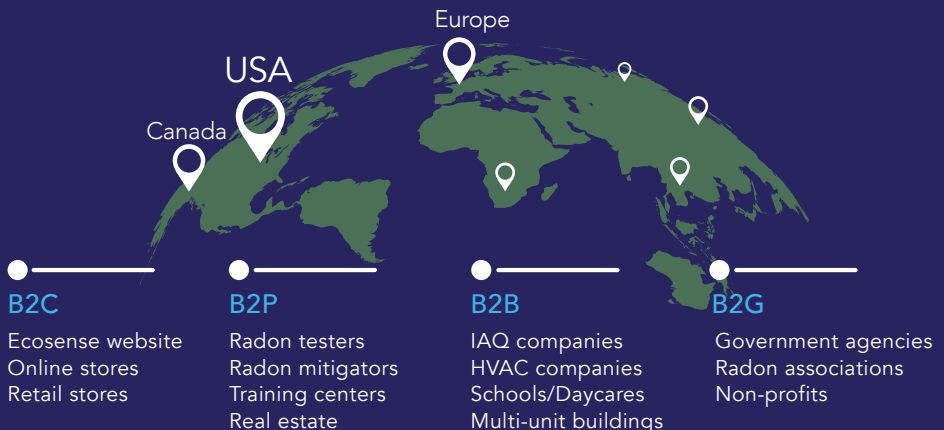 Europe
USA
Canada
B2C
Ecosense website
Online stores
Retail stores
B2P
Radon testers
Radon mitigators
Training centers
Real estate
B2B
IAQ companies
HVAC companies
Schools/Daycares
Multi-unit buildings
B2G
Government agencies
Radon associations
Non-profits